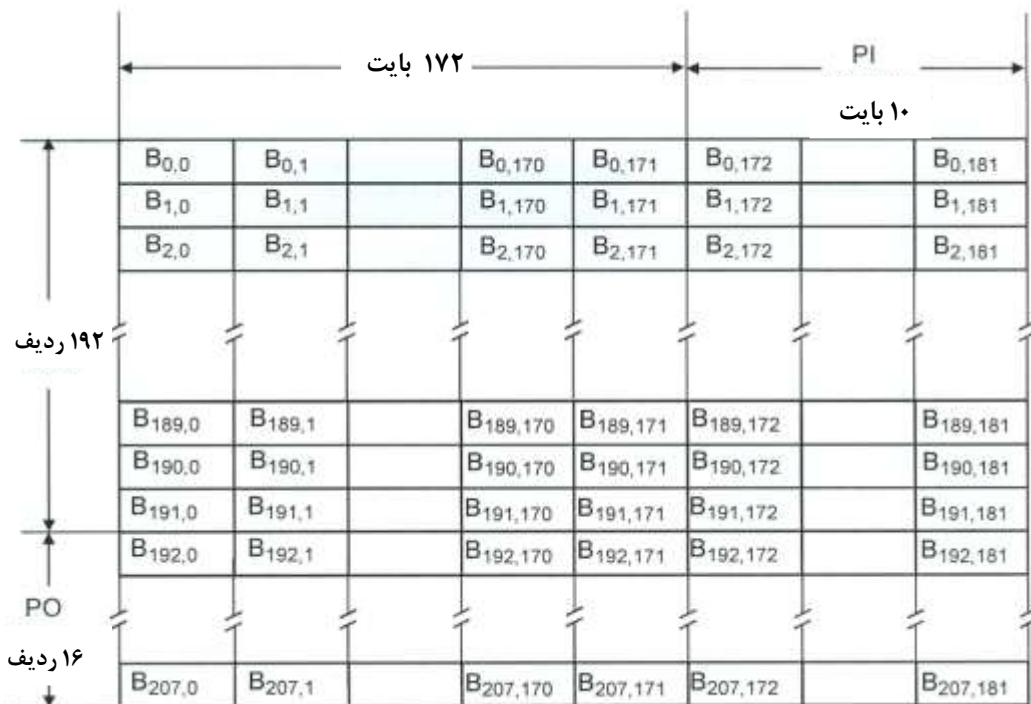 ۱۷۲ بایت PI
۱۰ بایت
B0,0 B0,1 B0,170 B0,171 B0,172 B0,181
B1,0 B1,1 B1,170 B1,171 B1,172 B1,181
B2,0 B2,1 B2,170 B2,171 B2,172 B2,181
۱۹۲ ردیف
B189,0 B189,1 B189,170 B189,171 B189,172 B189,181
B190,0 B190,1 B190,170 B190,171 B190,172 B190,181
B191,0 B191,1 B191,170 B191,171 B191,172 B191,181
B192,0 B192,1 B192,170 B192,171 B192,172 B192,181
PO
۱۶ ردیف
B207,0 B207,1 B207,170 B207,171 B207,172 B207,181